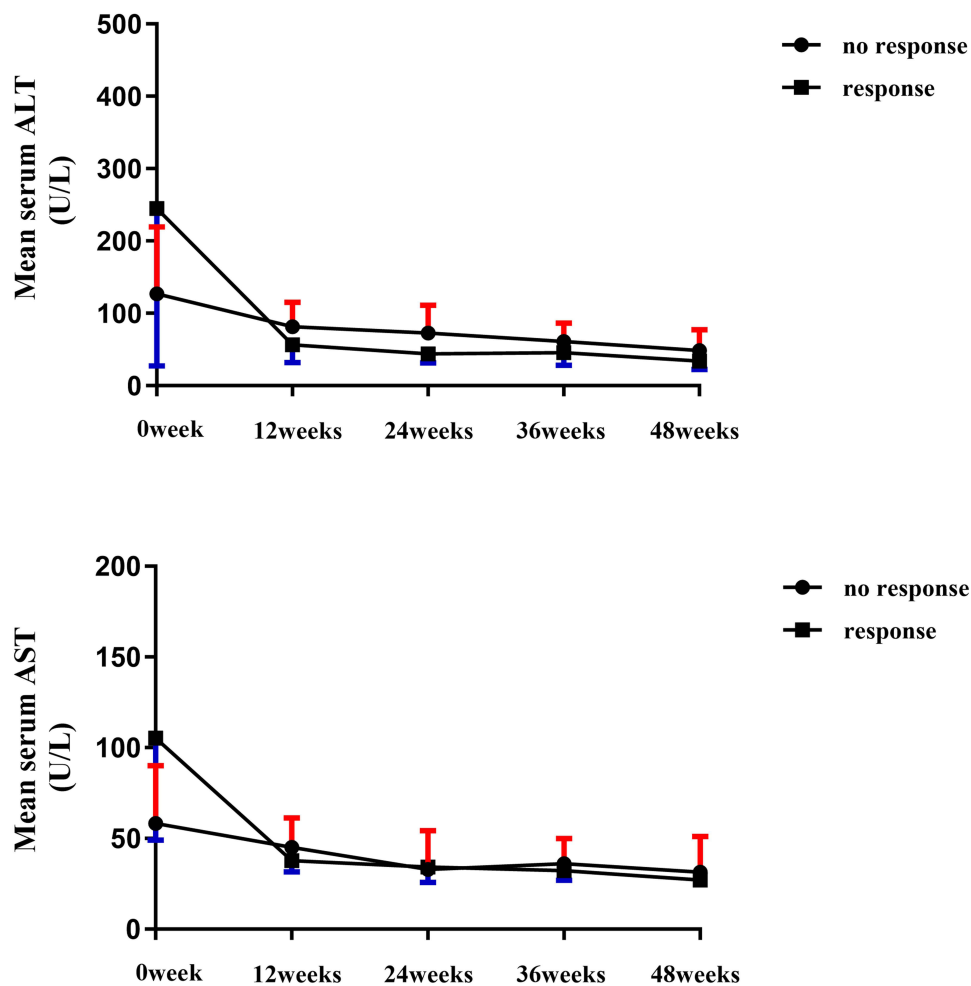 500
400
300
200
100
0
Mean serum ALT
(U/L)
no response
response
0week
12weeks
24weeks
36weeks
48weeks
200
150
100
50
0
Mean serum AST
(U/L)
no response
response
0week
12weeks
24weeks
36weeks
48weeks